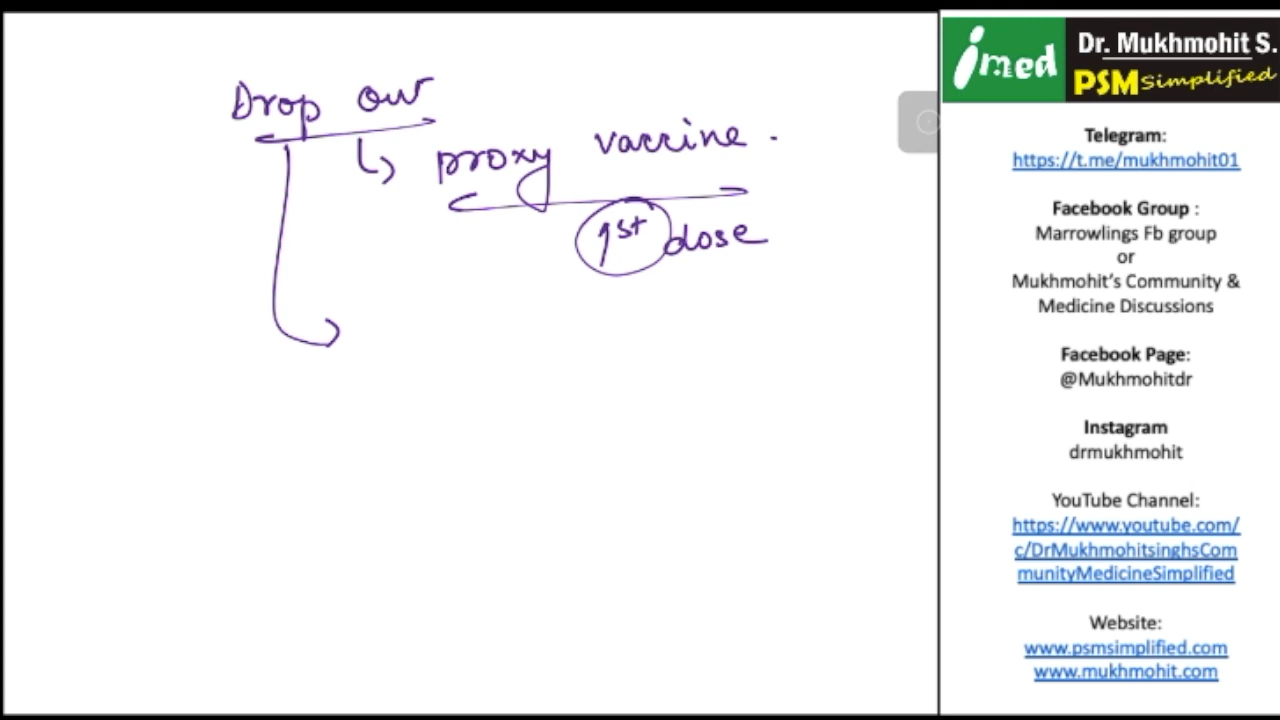 Drop out
proxy vaccine.
1st dose
imed
Dr. Mukhmohit S.
PSM Simplified
Telegram:
https://t.me/mukhmohit01
Facebook Group :
Marrowlings Fb group
or
Mukhmohit's Community &
Medicine Discussions
Facebook Page:
@Mukhmohitdr
Instagram
drmukhmohit
YouTube Channel:
https://www.youtube.com/
c/DrMukhmohitsinghsCom
munityMedicineSimplified
Website:
www.psmsimplified.com
www.mukhmohit.com